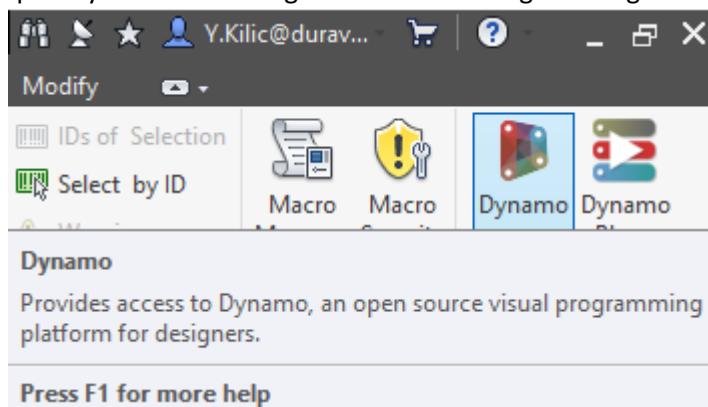 Y.Kilic@durav...
Modify
IDs of Selection
Select by ID
Macro
Macro
Dynamo
Dynamo
Dynamo
Provides access to Dynamo, an open source visual programming
platform for designers.
Press F1 for more help